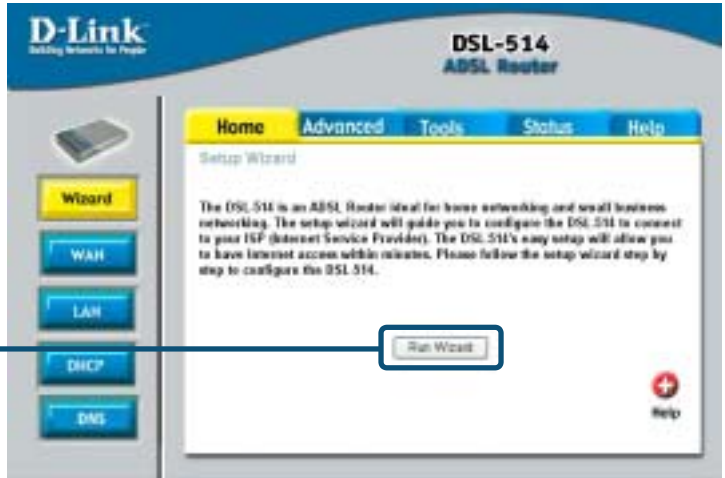 D-Link
Building Networks for People
DSL-514
ADSL Router
Home Advanced Tools Status Help
Setup Wizard
Wizard
WAN
LAN
DHCP
DNS
The DSL-514 is an ADSL Router ideal for home networking and small business
networking. The setup wizard will guide you to configure the DSL-514 to connect
to your ISP (Internet Service Provider). The DSL-514's easy setup will allow you
to have Internet access within minutes. Please follow the setup wizard step by
step to configure the DSL-514.
Run Wizard
Help